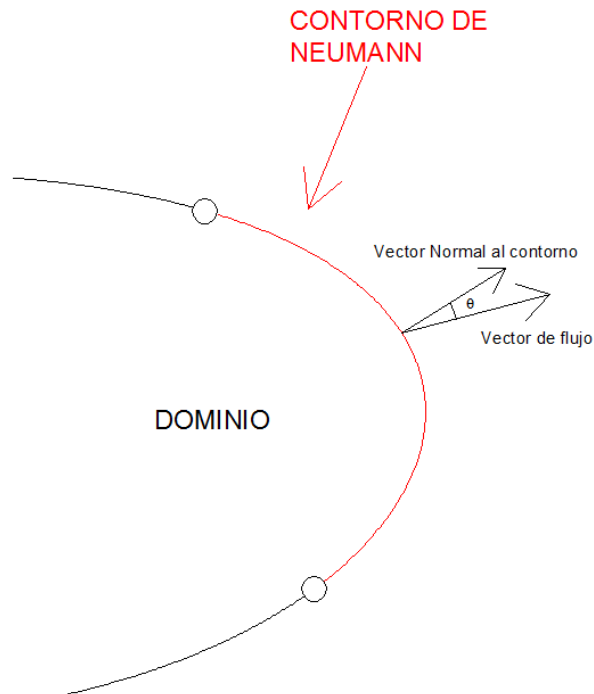 CONTORNO DE
NEUMANN
Vector Normal al contorno
θ
Vector de flujo
DOMINIO